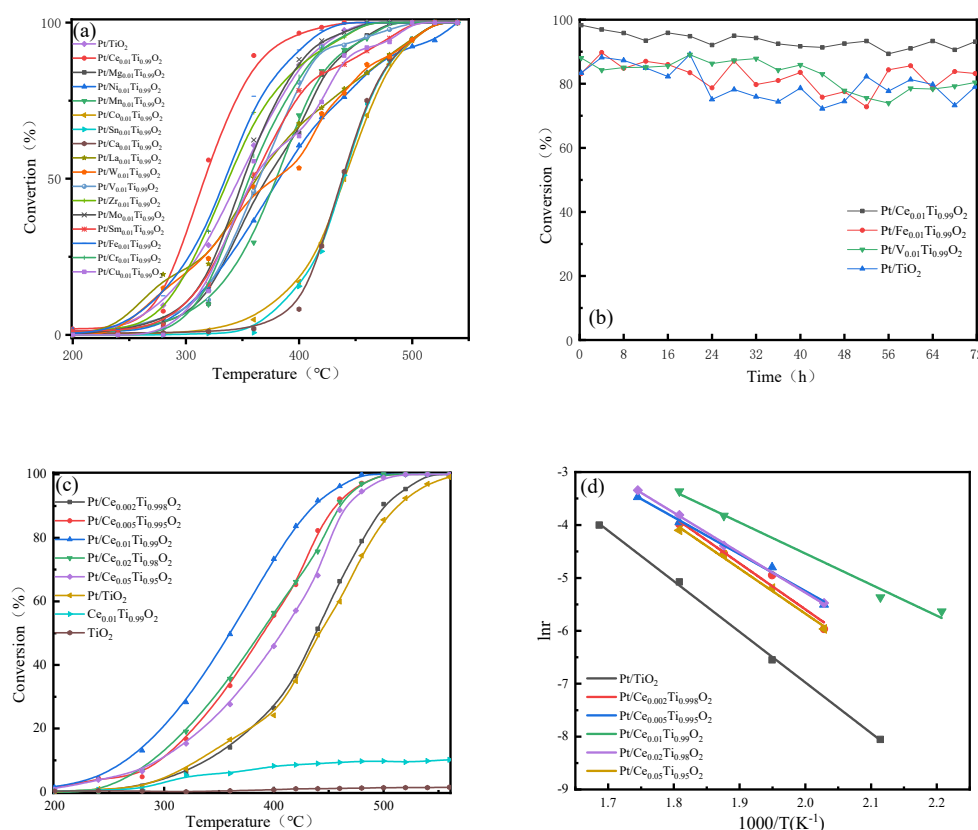 (a)
100
50
0
200
300
400
500
Convertion (%)
Temperature（℃）
Pt/TiO2
Pt/Ce0.01Ti0.99O2
Pt/Mg0.01Ti0.99O2
Pt/Ni0.01Ti0.99O2
Pt/Mn0.01Ti0.99O2
Pt/Co0.01Ti0.99O2
Pt/Sn0.01Ti0.99O2
Pt/Ca0.01Ti0.99O2
Pt/La0.01Ti0.99O2
Pt/W0.01Ti0.99O2
Pt/V0.01Ti0.99O2
Pt/Zr0.01Ti0.99O2
Pt/Mo0.01Ti0.99O2
Pt/Sm0.01Ti0.99O2
Pt/Fe0.01Ti0.99O2
Pt/Cr0.01Ti0.99O2
Pt/Cu0.01Ti0.99O2
100
80
60
40
20
0
0
8
16
24
32
40
48
56
64
72
Conversion (%)
Time（h）
Pt/Ce0.01Ti0.99O2
Pt/Fe0.01Ti0.99O2
Pt/V0.01Ti0.99O2
Pt/TiO2
(b)
(c)
100
80
60
40
20
0
200
300
400
500
Conversion (%)
Temperature（℃）
Pt/Ce0.002Ti0.998O2
Pt/Ce0.005Ti0.995O2
Pt/Ce0.01Ti0.99O2
Pt/Ce0.02Ti0.98O2
Pt/Ce0.05Ti0.95O2
Pt/TiO2
Ce0.01Ti0.99O2
TiO2
(d)
-3
-4
-5
-6
-7
-8
-9
1.7
1.8
1.9
2.0
2.1
2.2
lnr
1000/T(K-1)
Pt/TiO2
Pt/Ce0.002Ti0.998O2
Pt/Ce0.005Ti0.995O2
Pt/Ce0.01Ti0.99O2
Pt/Ce0.02Ti0.98O2
Pt/Ce0.05Ti0.95O2